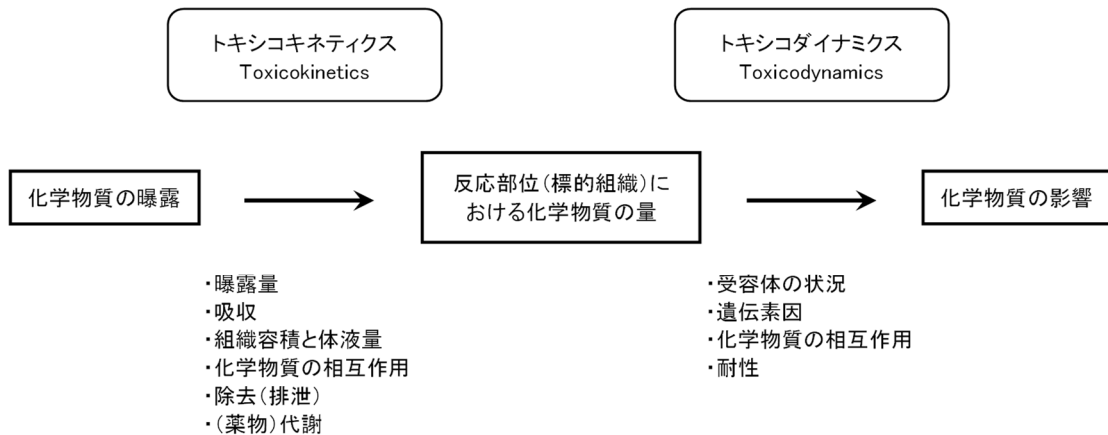 トキシコキネティクス
Toxicokinetics
トキシコダイナミクス
Toxicodynamics
化学物質の曝露
反応部位(標的組織)に
おける化学物質の量
化学物質の影響
・曝露量
・吸収
・組織容積と体液量
・化学物質の相互作用
・除去(排泄)
・(薬物)代謝
・受容体の状況
・遺伝素因
・化学物質の相互作用
・耐性